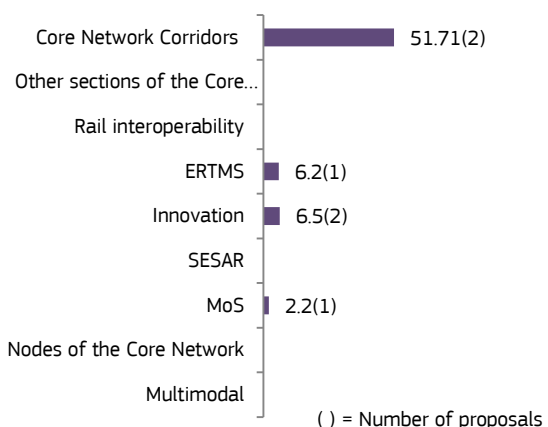 Core Network Corridors 51.71(2)
Other sections of the Core...
Rail interoperability
ERTMS 6.2(1)
Innovation 6.5(2)
SESAR
MoS 2.2(1)
Nodes of the Core Network
Multimodal
( ) = Number of proposals